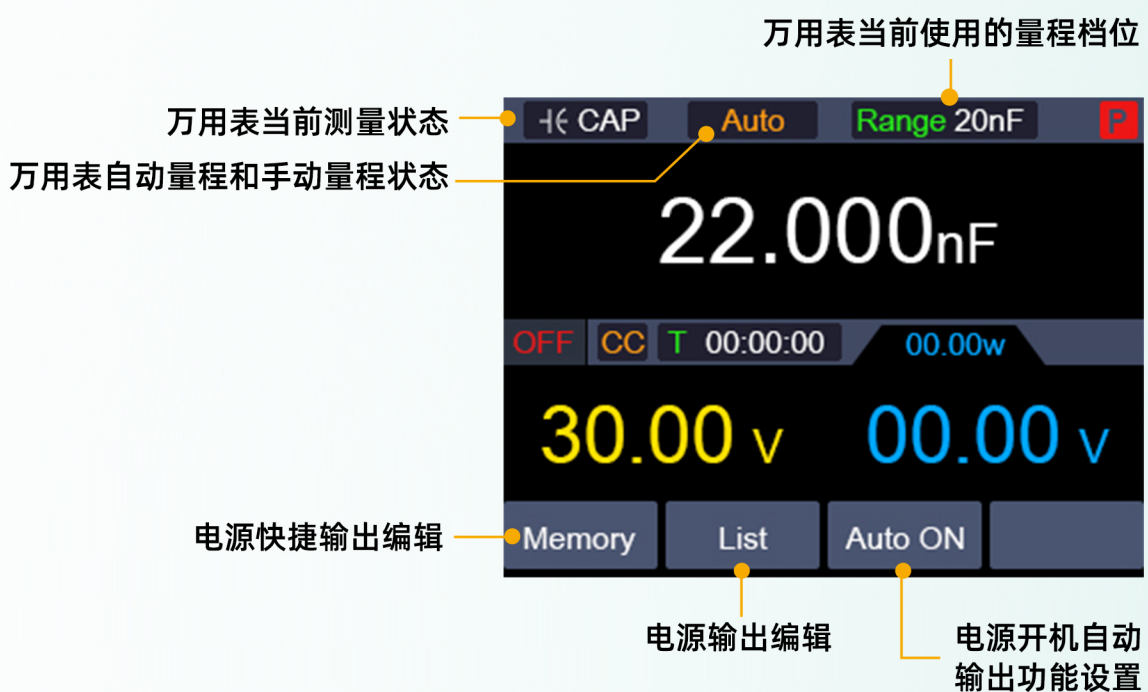 万用表当前使用的量程档位
万用表当前测量状态
CAP Auto Range 20nF P
万用表自动量程和手动量程状态
22.000nF
OFF CC T 00:00:00 00.00w
30.00 V 00.00 V
电源快捷输出编辑
Memory List Auto ON
电源输出编辑
电源开机自动
输出功能设置